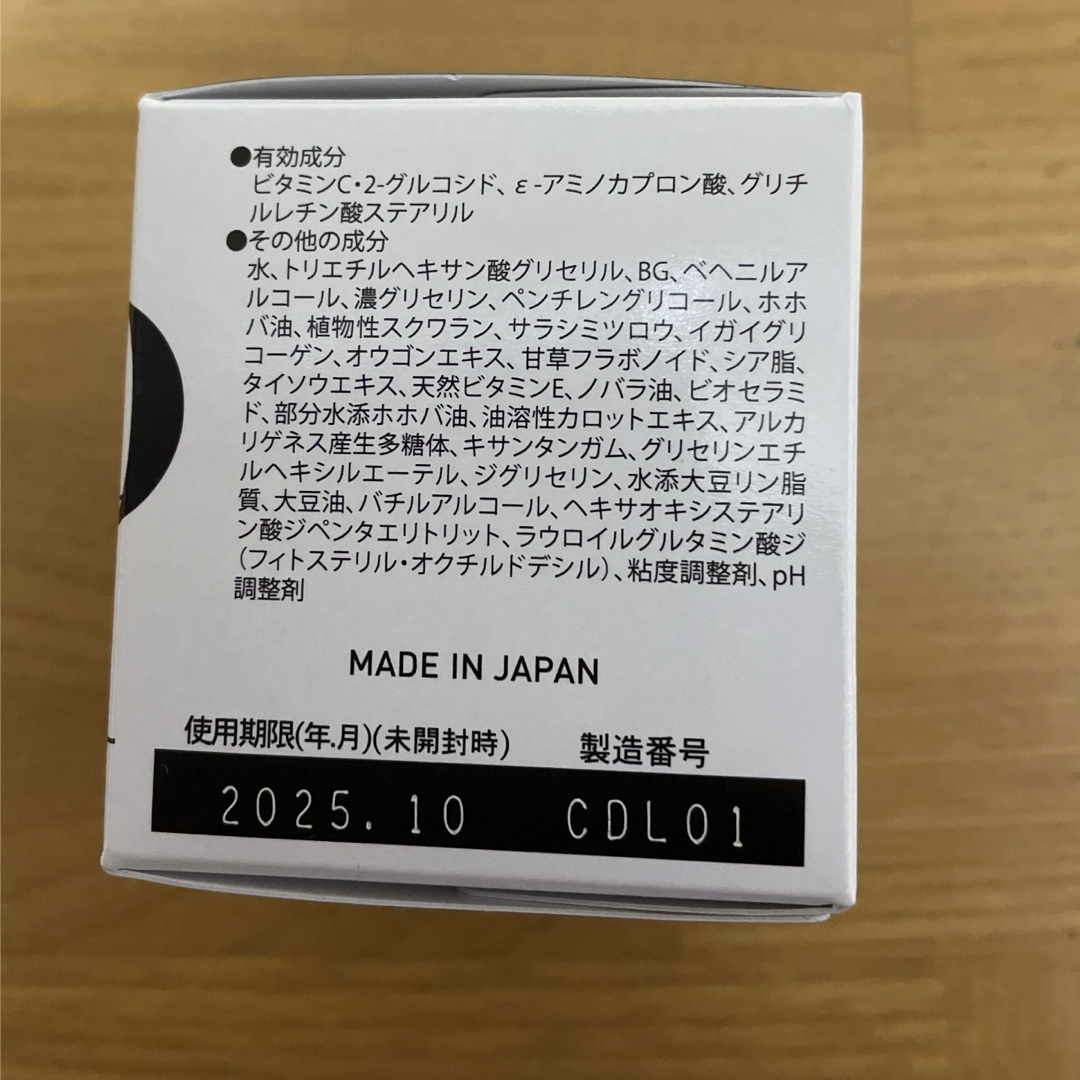 ●有効成分
ビタミンC・2-グルコシド、ε-アミノカプロン酸、グリチ
ルレチン酸ステアリル
●その他の成分
水、トリエチルヘキサン酸グリセリル、BG、ベヘニルア
ルコール、濃グリセリン、ペンチレングリコール、ホホ
バ油、植物性スクワラン、サラシミツロウ、イガイグリ
コーゲン、オウゴンエキス、甘草フラボノイド、シア脂、
タイソウエキス、天然ビタミンE、ノバラ油、ビオセラミ
ド、部分水添ホホバ油、油溶性カロットエキス、アルカ
リゲネス産生多糖体、キサンタンガム、グリセリンエチ
ルヘキシルエーテル、ジグリセリン、水添大豆リン脂
質、大豆油、バチルアルコール、ヘキサオキシステアリ
ン酸ジペンタエリトリット、ラウロイルグルタミン酸ジ
（フィトステリル・オクチルドデシル）、粘度調整剤、pH
調整剤
MADE IN JAPAN
使用期限(年.月)(未開封時) 製造番号
2025.10 CDL01